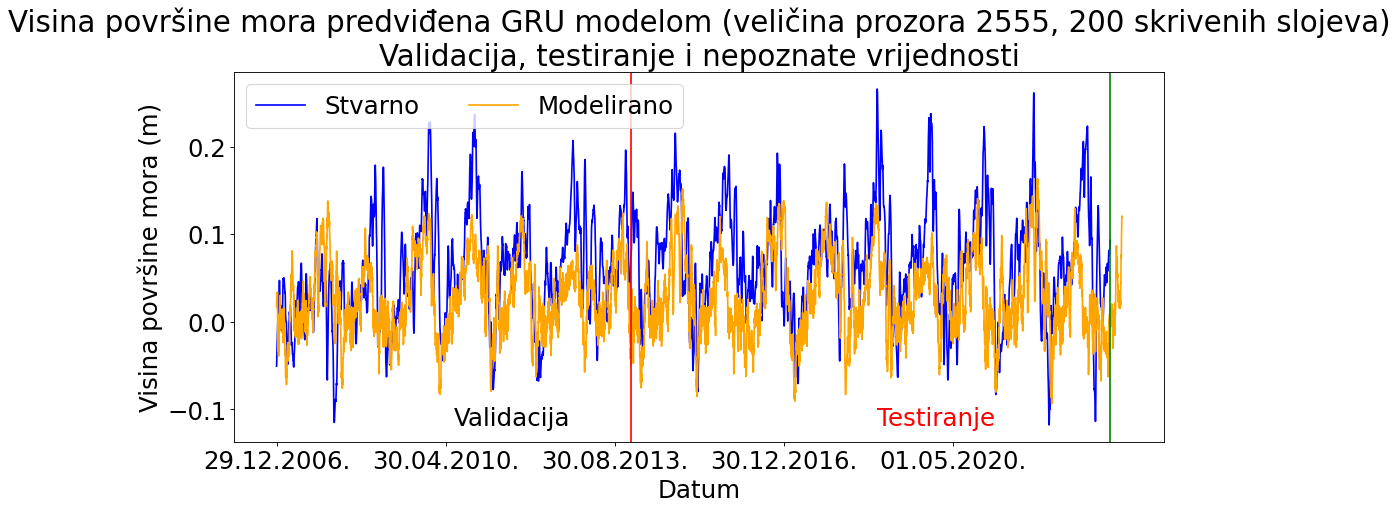 Visina površine mora predviđena GRU modelom (veličina prozora 2555, 200 skrivenih slojeva)
Validacija, testiranje i nepoznate vrijednosti
Stvarno Modelirano
Visina površine mora (m)
0.2
0.1
0.0
−0.1
Validacija Testiranje
29.12.2006. 30.04.2010. 30.08.2013. 30.12.2016. 01.05.2020.
Datum